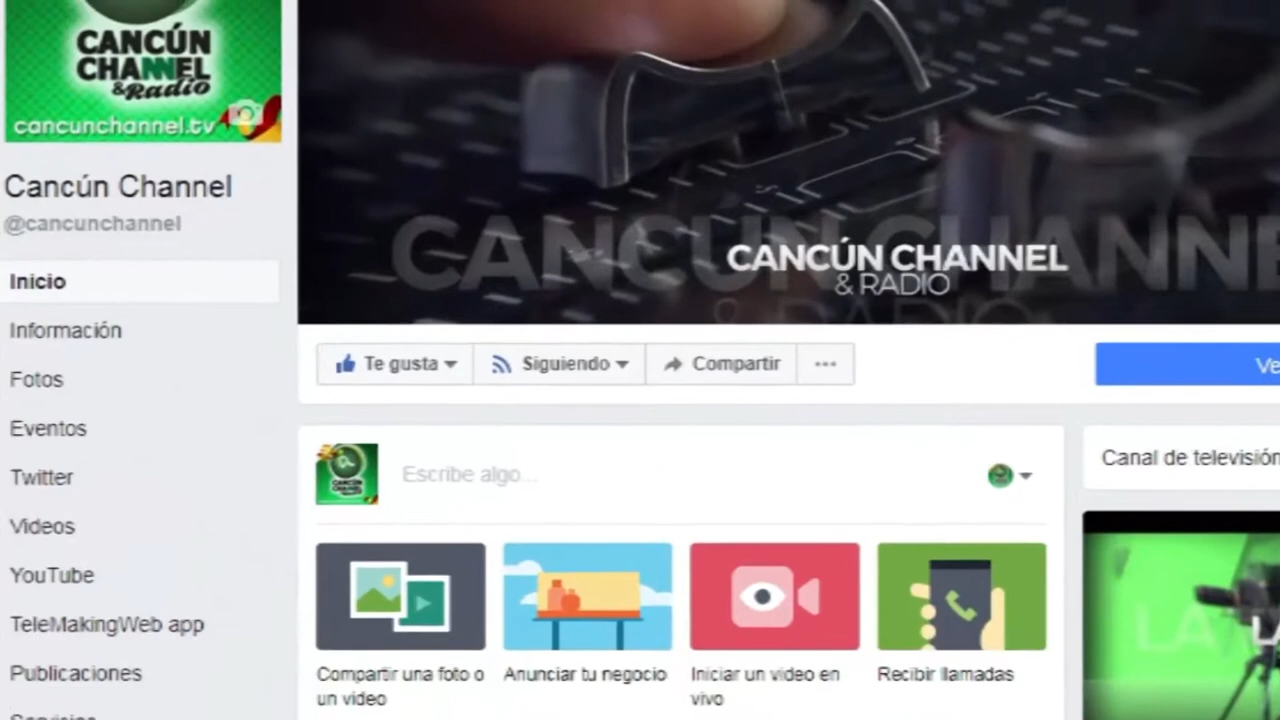 CANCÚN
CHANNEL
&Radio
cancunchannel.tv
Cancún Channel
@cancunchannel
Inicio
Información
Fotos
Eventos
Twitter
Videos
YouTube
TeleMakingWeb app
Publicaciones
CANCÚN CHANNEL
& RADIO
Te gusta
Siguiendo
Compartir
Escribe algo...
Compartir una foto o
un video
Anunciar tu negocio
Iniciar un video en
vivo
Recibir llamadas
Canal de televisión
LA